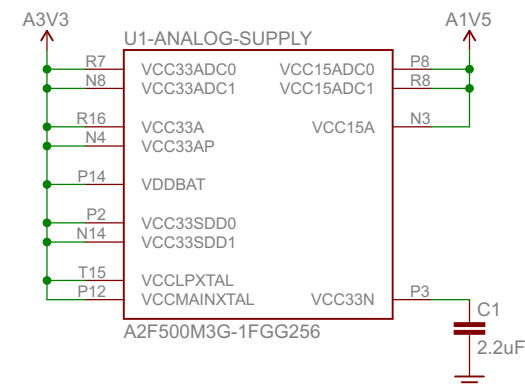 A3V3
A1V5
U1-ANALOG-SUPPLY
R7 VCC33ADC0 VCC15ADC0 P8
N8 VCC33ADC1 VCC15ADC1 R8
R16 VCC33A VCC15A N3
N4 VCC33AP
P14 VDDBAT
P2 VCC33SDD0
N14 VCC33SDD1
T15 VCCLPXTAL
P12 VCCMAINXTAL VCC33N P3
C1
2.2uF
A2F500M3G-1FGG256